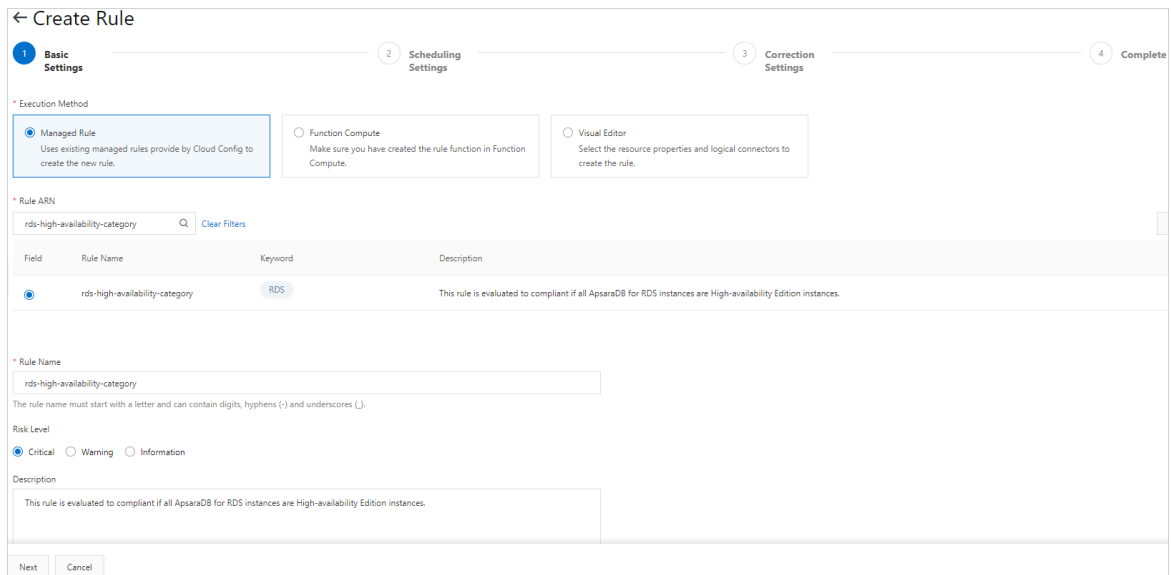 ← Create Rule
1 Basic Settings
2 Scheduling Settings
3 Correction Settings
4 Complete
* Execution Method
Managed Rule
Uses existing managed rules provide by Cloud Config to
create the new rule.
Function Compute
Make sure you have created the rule function in Function
Compute.
Visual Editor
Select the resource properties and logical connectors to
create the rule.
* Rule ARN
rds-high-availability-category Clear Filters
Field Rule Name Keyword Description
rds-high-availability-category RDS This rule is evaluated to compliant if all ApsaraDB for RDS instances are High-availability Edition instances.
* Rule Name
rds-high-availability-category
The rule name must start with a letter and can contain digits, hyphens (-) and underscores (_).
Risk Level
Critical Warning Information
Description
This rule is evaluated to compliant if all ApsaraDB for RDS instances are High-availability Edition instances.
Next Cancel